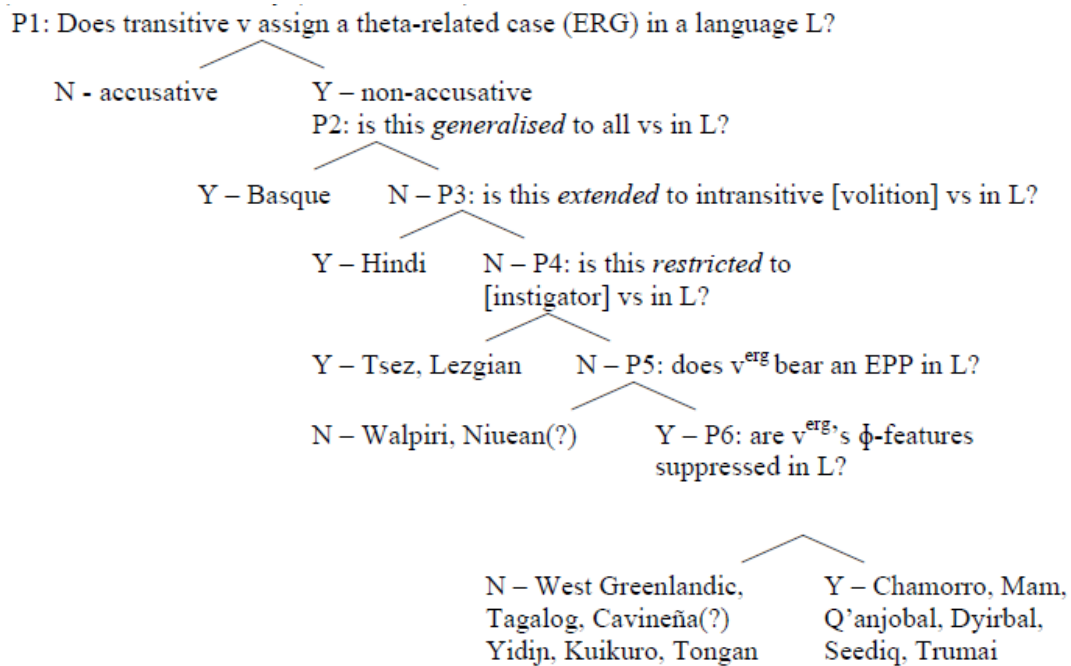 P1: Does transitive v assign a theta-related case (ERG) in a language L?
N - accusative Y – non-accusative
P2: is this generalised to all vs in L?
Y – Basque N – P3: is this extended to intransitive [volition] vs in L?
Y – Hindi N – P4: is this restricted to
[instigator] vs in L?
Y – Tsez, Lezgian N – P5: does v^erg bear an EPP in L?
N – Walpiri, Niuean(?) Y – P6: are v^erg's ϕ-features
suppressed in L?
N – West Greenlandic, Y – Chamorro, Mam,
Tagalog, Cavineña(?) Q'anjobal, Dyirbal,
Yidiɲ, Kuikuro, Tongan Seediq, Trumai